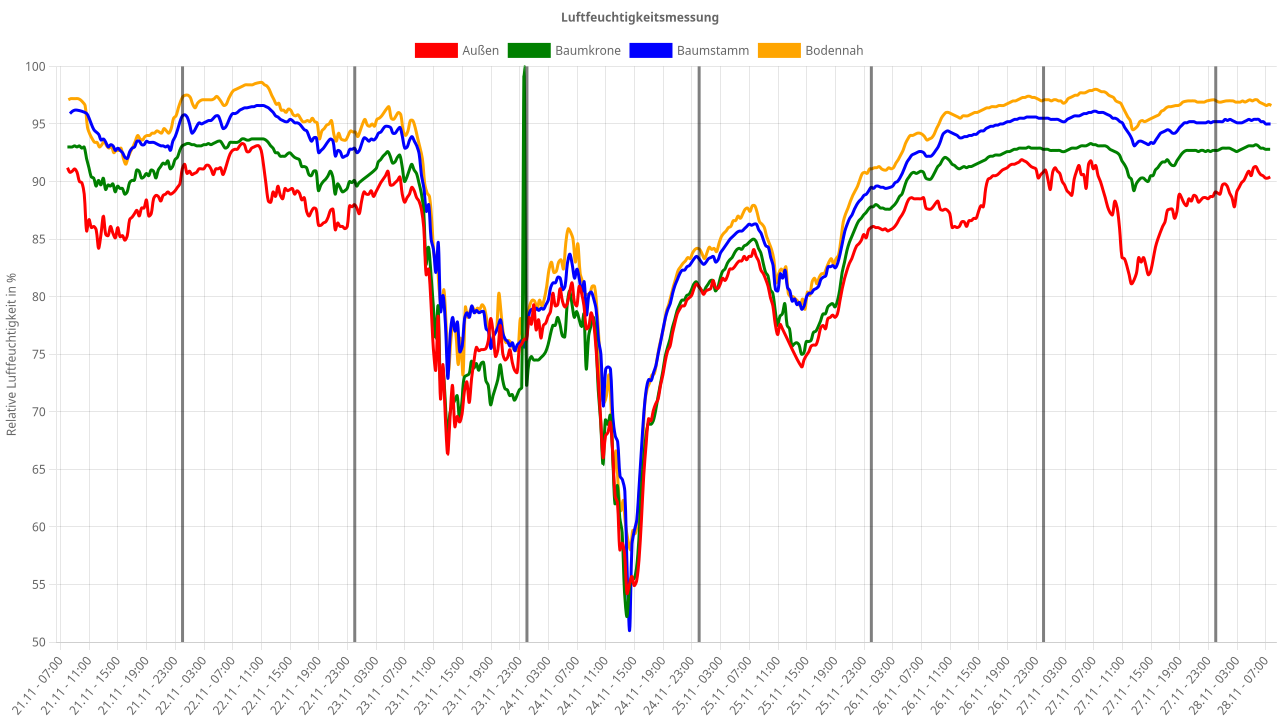 Luftfeuchtigkeitsmessung
Außen Baumkrone Baumstamm Bodennah
Relative Luftfeuchtigkeit in %
100
95
90
85
80
75
70
65
60
55
50
21.11 - 07:00
21.11 - 11:00
21.11 - 15:00
21.11 - 19:00
21.11 - 23:00
22.11 - 03:00
22.11 - 07:00
22.11 - 11:00
22.11 - 15:00
22.11 - 19:00
22.11 - 23:00
23.11 - 03:00
23.11 - 07:00
23.11 - 11:00
23.11 - 15:00
23.11 - 19:00
23.11 - 23:00
24.11 - 03:00
24.11 - 07:00
24.11 - 11:00
24.11 - 15:00
24.11 - 19:00
24.11 - 23:00
25.11 - 03:00
25.11 - 07:00
25.11 - 11:00
25.11 - 15:00
25.11 - 19:00
25.11 - 23:00
26.11 - 03:00
26.11 - 07:00
26.11 - 11:00
26.11 - 15:00
26.11 - 19:00
26.11 - 23:00
27.11 - 03:00
27.11 - 07:00
27.11 - 11:00
27.11 - 15:00
27.11 - 19:00
27.11 - 23:00
28.11 - 03:00
28.11 - 07:00